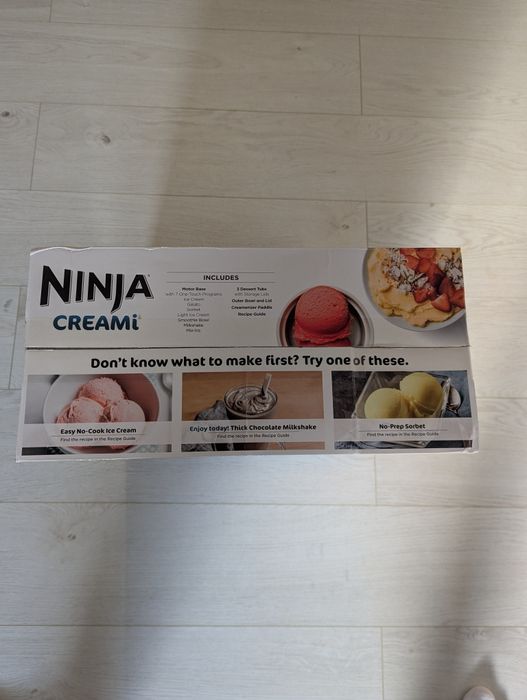 NINJA
CREAMi
INCLUDES
Motor Base
with 7 One-Touch Programs
Ice Cream
Gelato
Sorbet
Light Ice Cream
Smoothie Bowl
Milkshake
Mix-Ins
3 Dessert Tubs
with Storage Lids
Outer Bowl and Lid
Creamerizer Paddle
Recipe Guide
Don't know what to make first? Try one of these.
Easy No-Cook Ice Cream
Find the recipe in the Recipe Guide
Enjoy today! Thick Chocolate Milkshake
Find the recipe in the Recipe Guide
No-Prep Sorbet
Find the recipe in the Recipe Guide